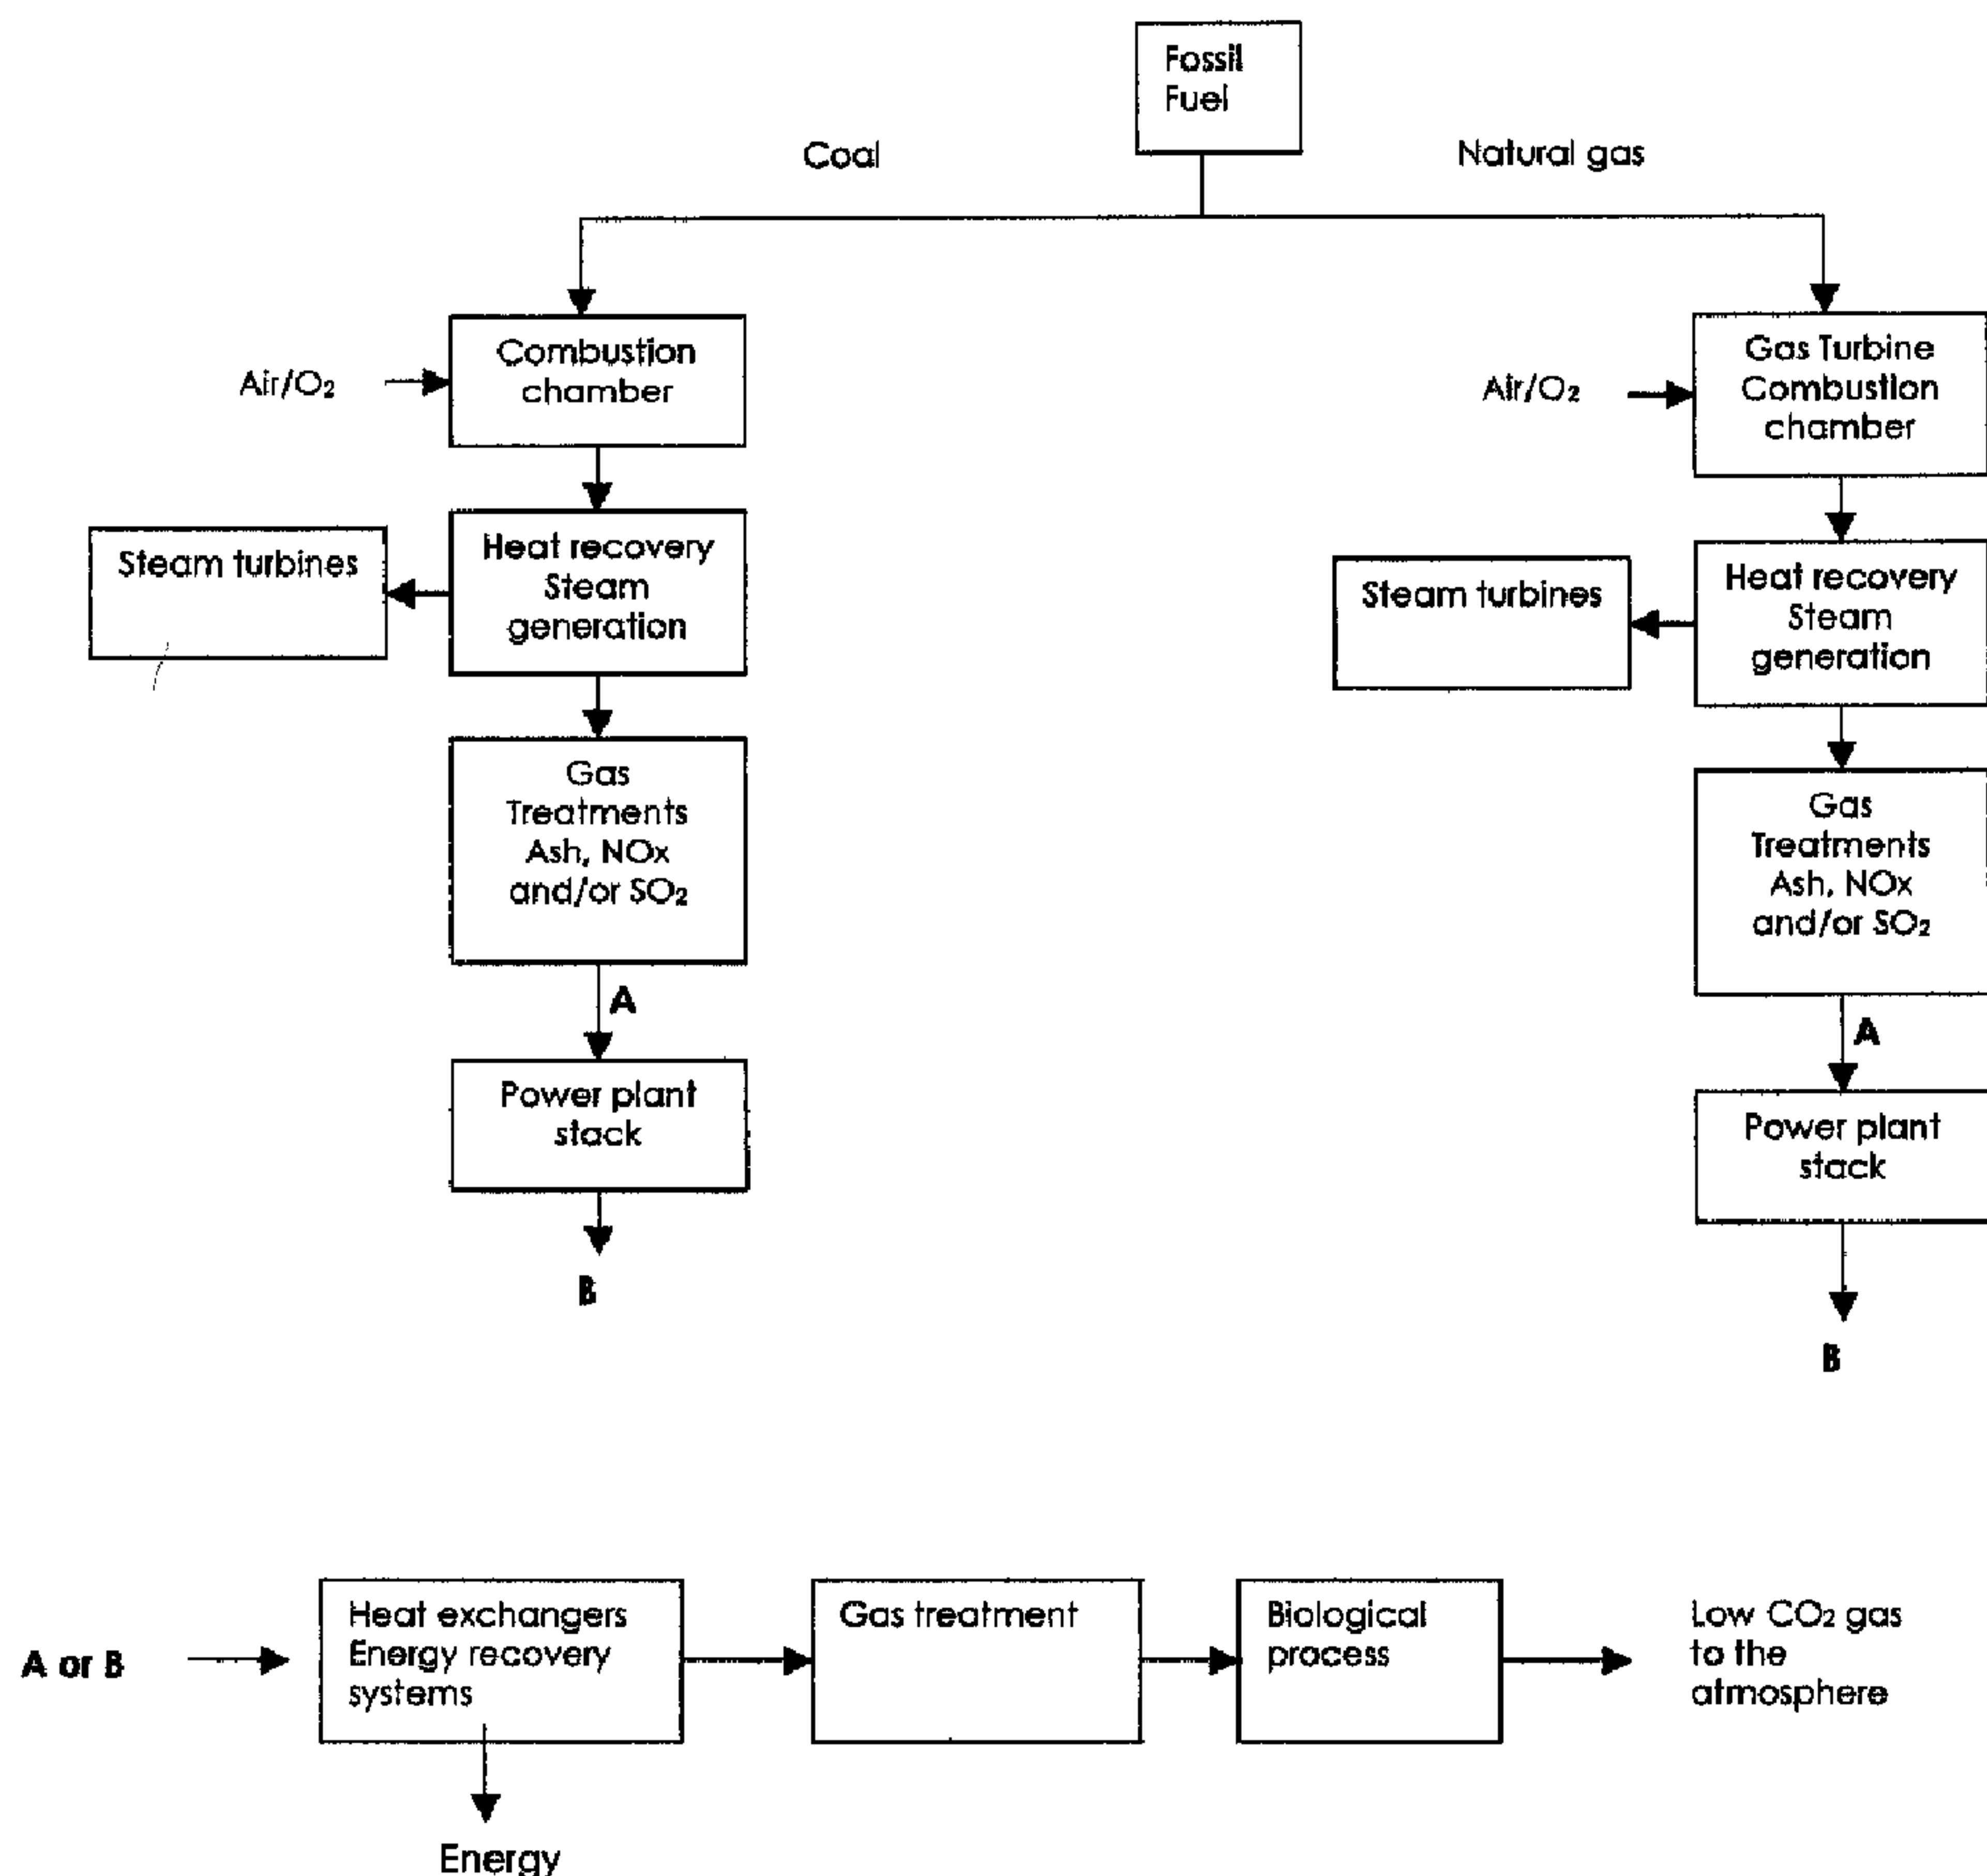 Fossil
Fuel
Coal
Natural gas
Air/O₂
Combustion
chamber
Steam turbines
Heat recovery
Steam
generation
Gas
Treatments
Ash, NOx
and/or SO₂
A
Power plant
stack
B
Air/O₂
Gas Turbine
Combustion
chamber
Steam turbines
Heat recovery
Steam
generation
Gas
Treatments
Ash, NOx
and/or SO₂
A
Power plant
stack
B
A or B
Heat exchangers
Energy recovery
systems
Energy
Gas treatment
Biological
process
Low CO₂ gas
to the
atmosphere